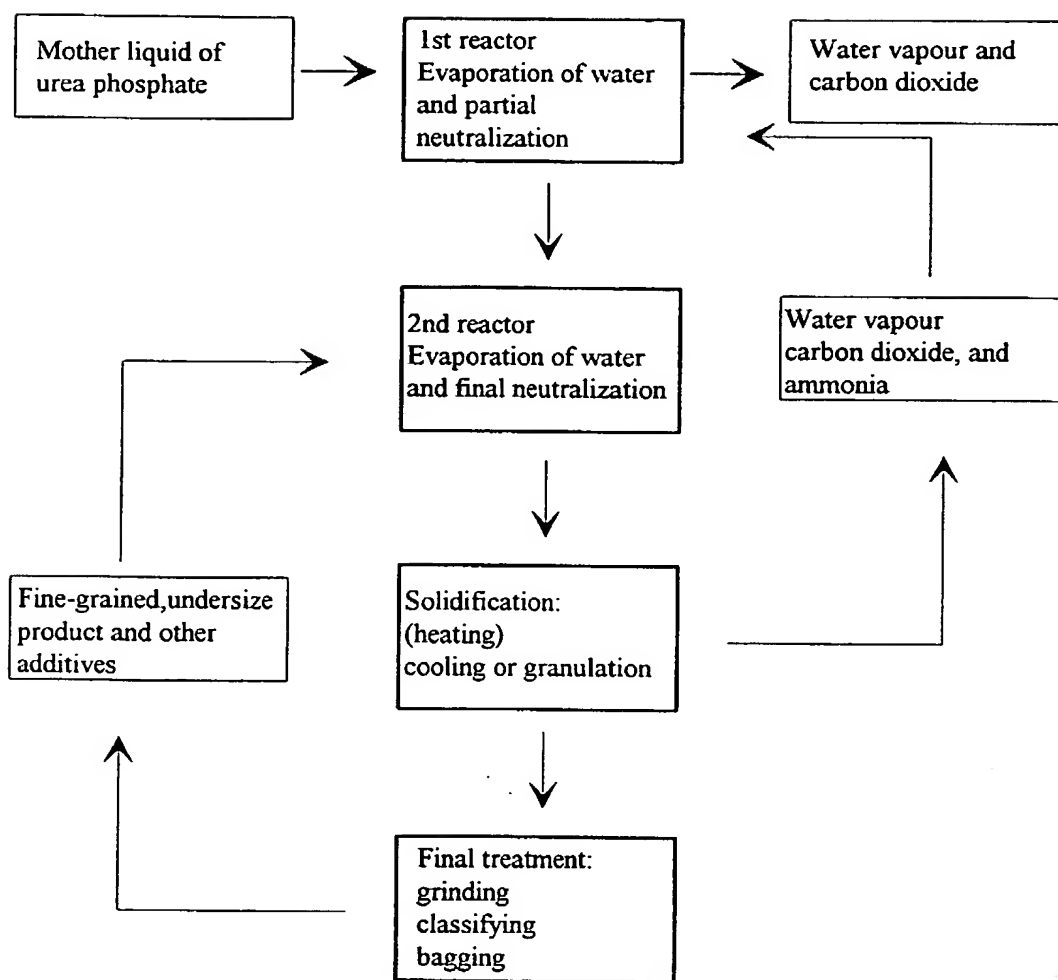 Mother liquid of
urea phosphate
1st reactor
Evaporation of water
and partial
neutralization
Water vapour and
carbon dioxide
2nd reactor
Evaporation of water
and final neutralization
Water vapour
carbon dioxide, and
ammonia
Fine-grained,undersize
product and other
additives
Solidification:
(heating)
cooling or granulation
Final treatment:
grinding
classifying
bagging